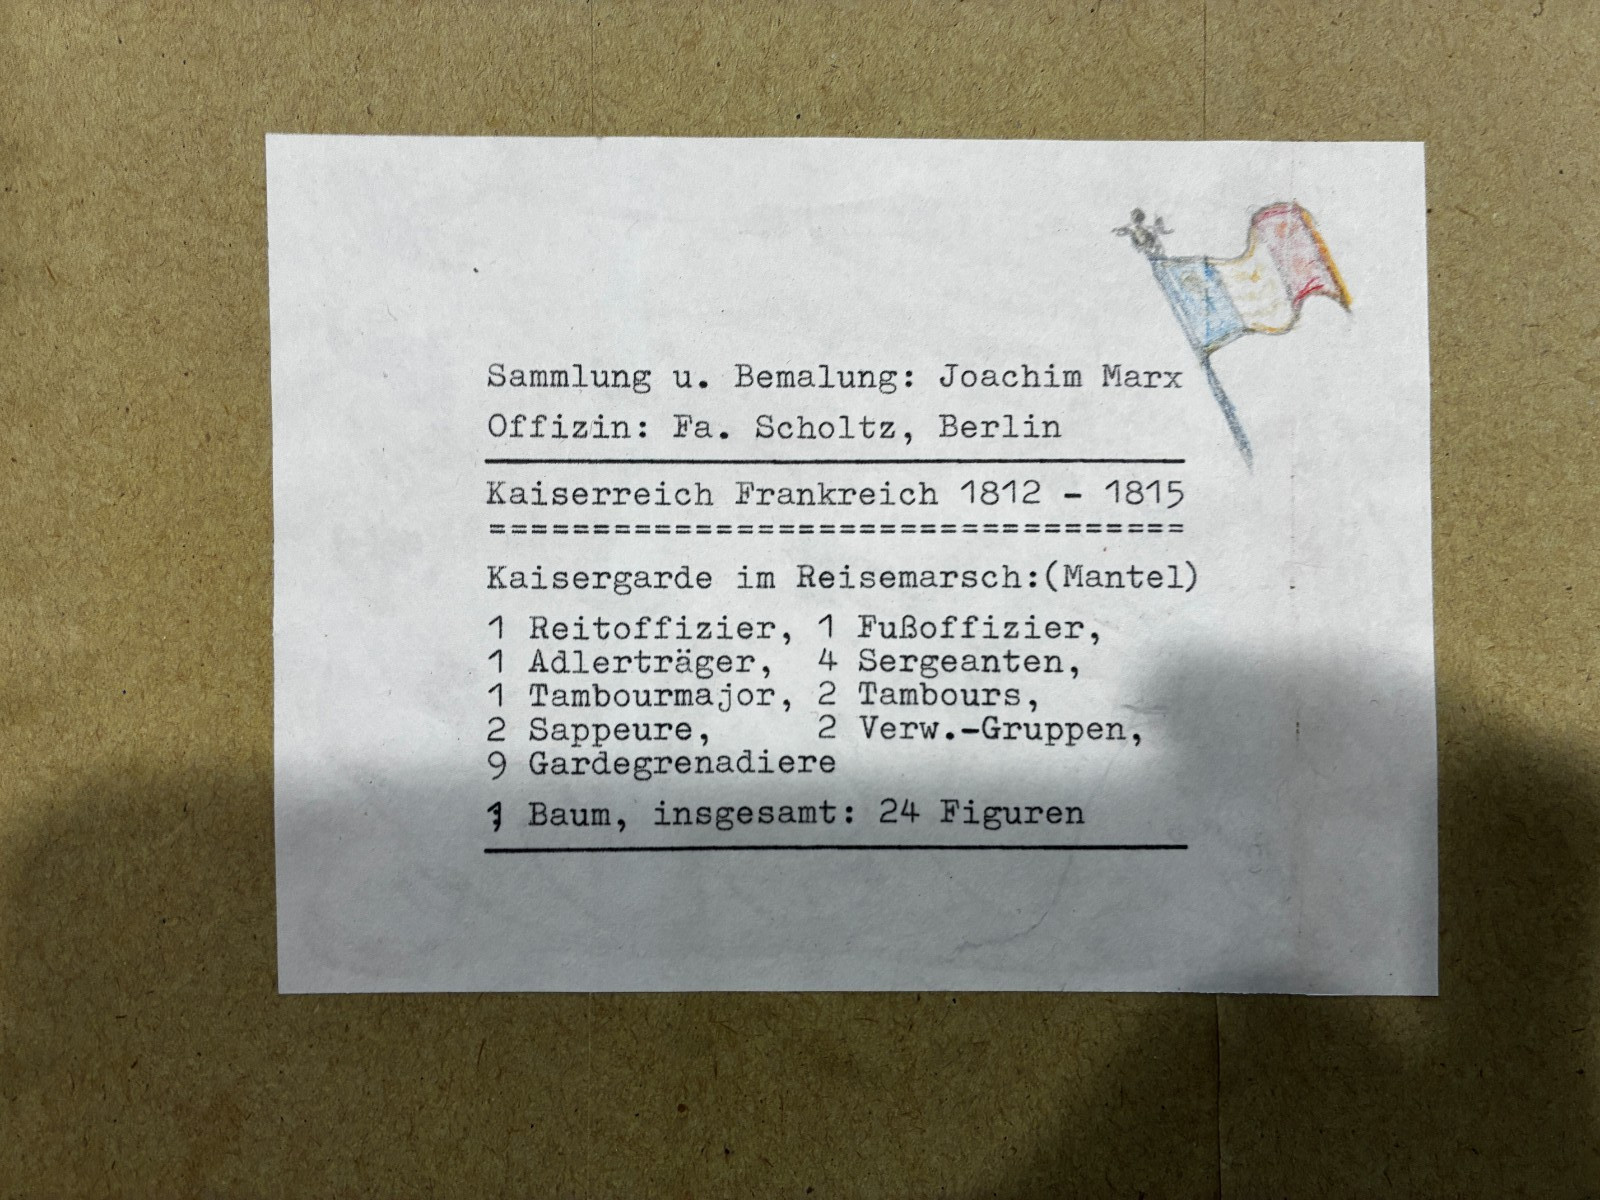 Sammlung u. Bemalung: Joachim Marx
Offizin: Fa. Scholtz, Berlin
Kaiserreich Frankreich 1812 - 1815
==================================
Kaisergarde im Reisemarsch:(Mantel)
1 Reitoffizier, 1 Fußoffizier,
1 Adlerträger, 4 Sergeanten,
1 Tambourmajor, 2 Tambours,
2 Sappeure, 2 Verw.-Gruppen,
9 Gardegrenadiere
1 Baum, insgesamt: 24 Figuren